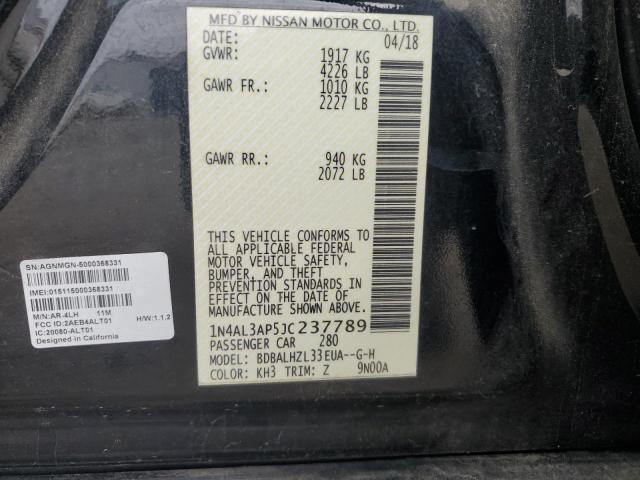 MFD BY NISSAN MOTOR CO., LTD.
DATE: 04/18
GVWR: 1917 KG
4226 LB
GAWR FR.: 1010 KG
2227 LB
GAWR RR.: 940 KG
2072 LB
THIS VEHICLE CONFORMS TO
ALL APPLICABLE FEDERAL
MOTOR VEHICLE SAFETY,
BUMPER, AND THEFT
PREVENTION STANDARDS
IN EFFECT ON THE DATE OF
MANUFACTURE SHOWN ABOVE.
1N4AL3AP5JC237789
PASSENGER CAR 280
MODEL: BDBALHZL33EUA--G-H
COLOR: KH3 TRIM: Z 9N00A
SN:AGNMGN-5000368331
IMEI:015115000368331
M/N:AR-4LH 11M
FCC ID:2AEB4ALT01 H/W:1.1.2
IC:20080-ALT01
Designed in California